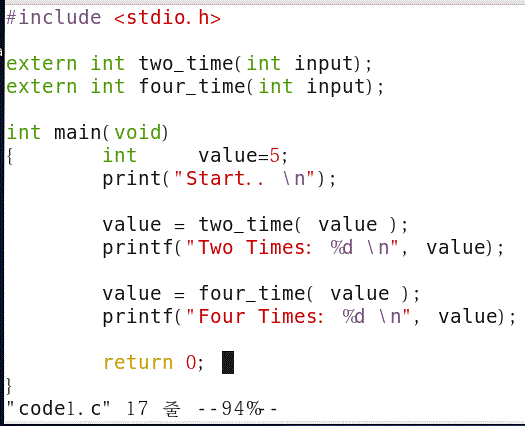 #include <stdio.h>
extern int two_time(int input);
extern int four_time(int input);
int main(void)
{       int     value=5;
        print("Start.. \n");
        value = two_time( value );
        printf("Two Times: %d \n", value);
        value = four_time( value );
        printf("Four Times: %d \n", value);
        return 0;
}
"code1.c" 17 줄 --94%--